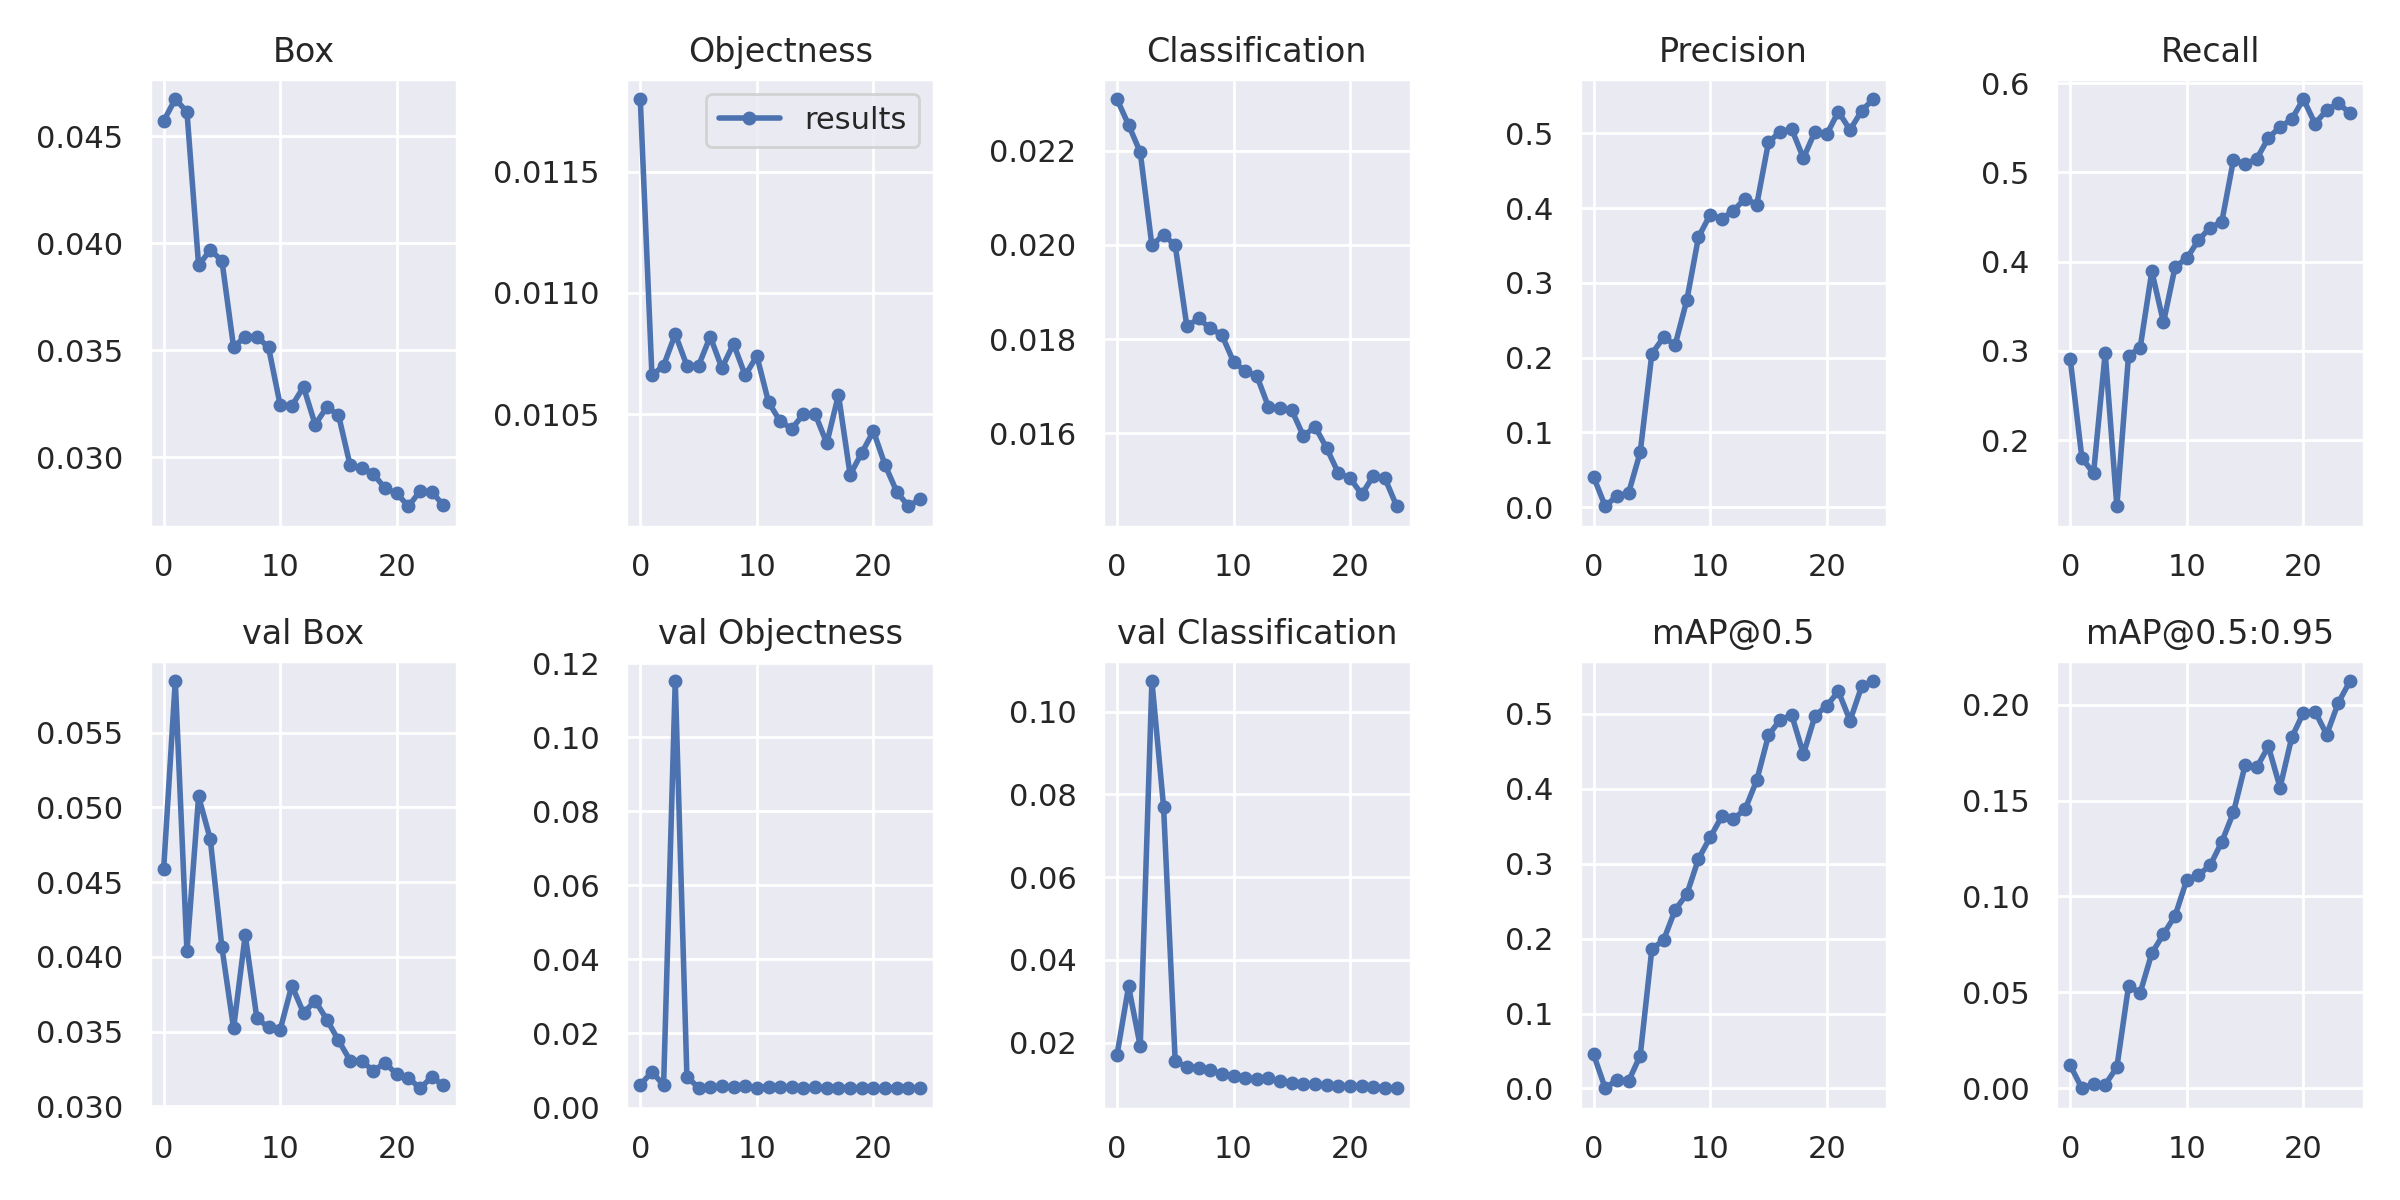 Box
0.045
0.040
0.035
0.030
0 10 20
Objectness
results
0.0115
0.0110
0.0105
0 10 20
Classification
0.022
0.020
0.018
0.016
0 10 20
Precision
0.5
0.4
0.3
0.2
0.1
0.0
0 10 20
Recall
0.6
0.5
0.4
0.3
0.2
0 10 20
val Box
0.055
0.050
0.045
0.040
0.035
0.030
0 10 20
val Objectness
0.12
0.10
0.08
0.06
0.04
0.02
0.00
0 10 20
val Classification
0.10
0.08
0.06
0.04
0.02
0 10 20
mAP@0.5
0.5
0.4
0.3
0.2
0.1
0.0
0 10 20
mAP@0.5:0.95
0.20
0.15
0.10
0.05
0.00
0 10 20